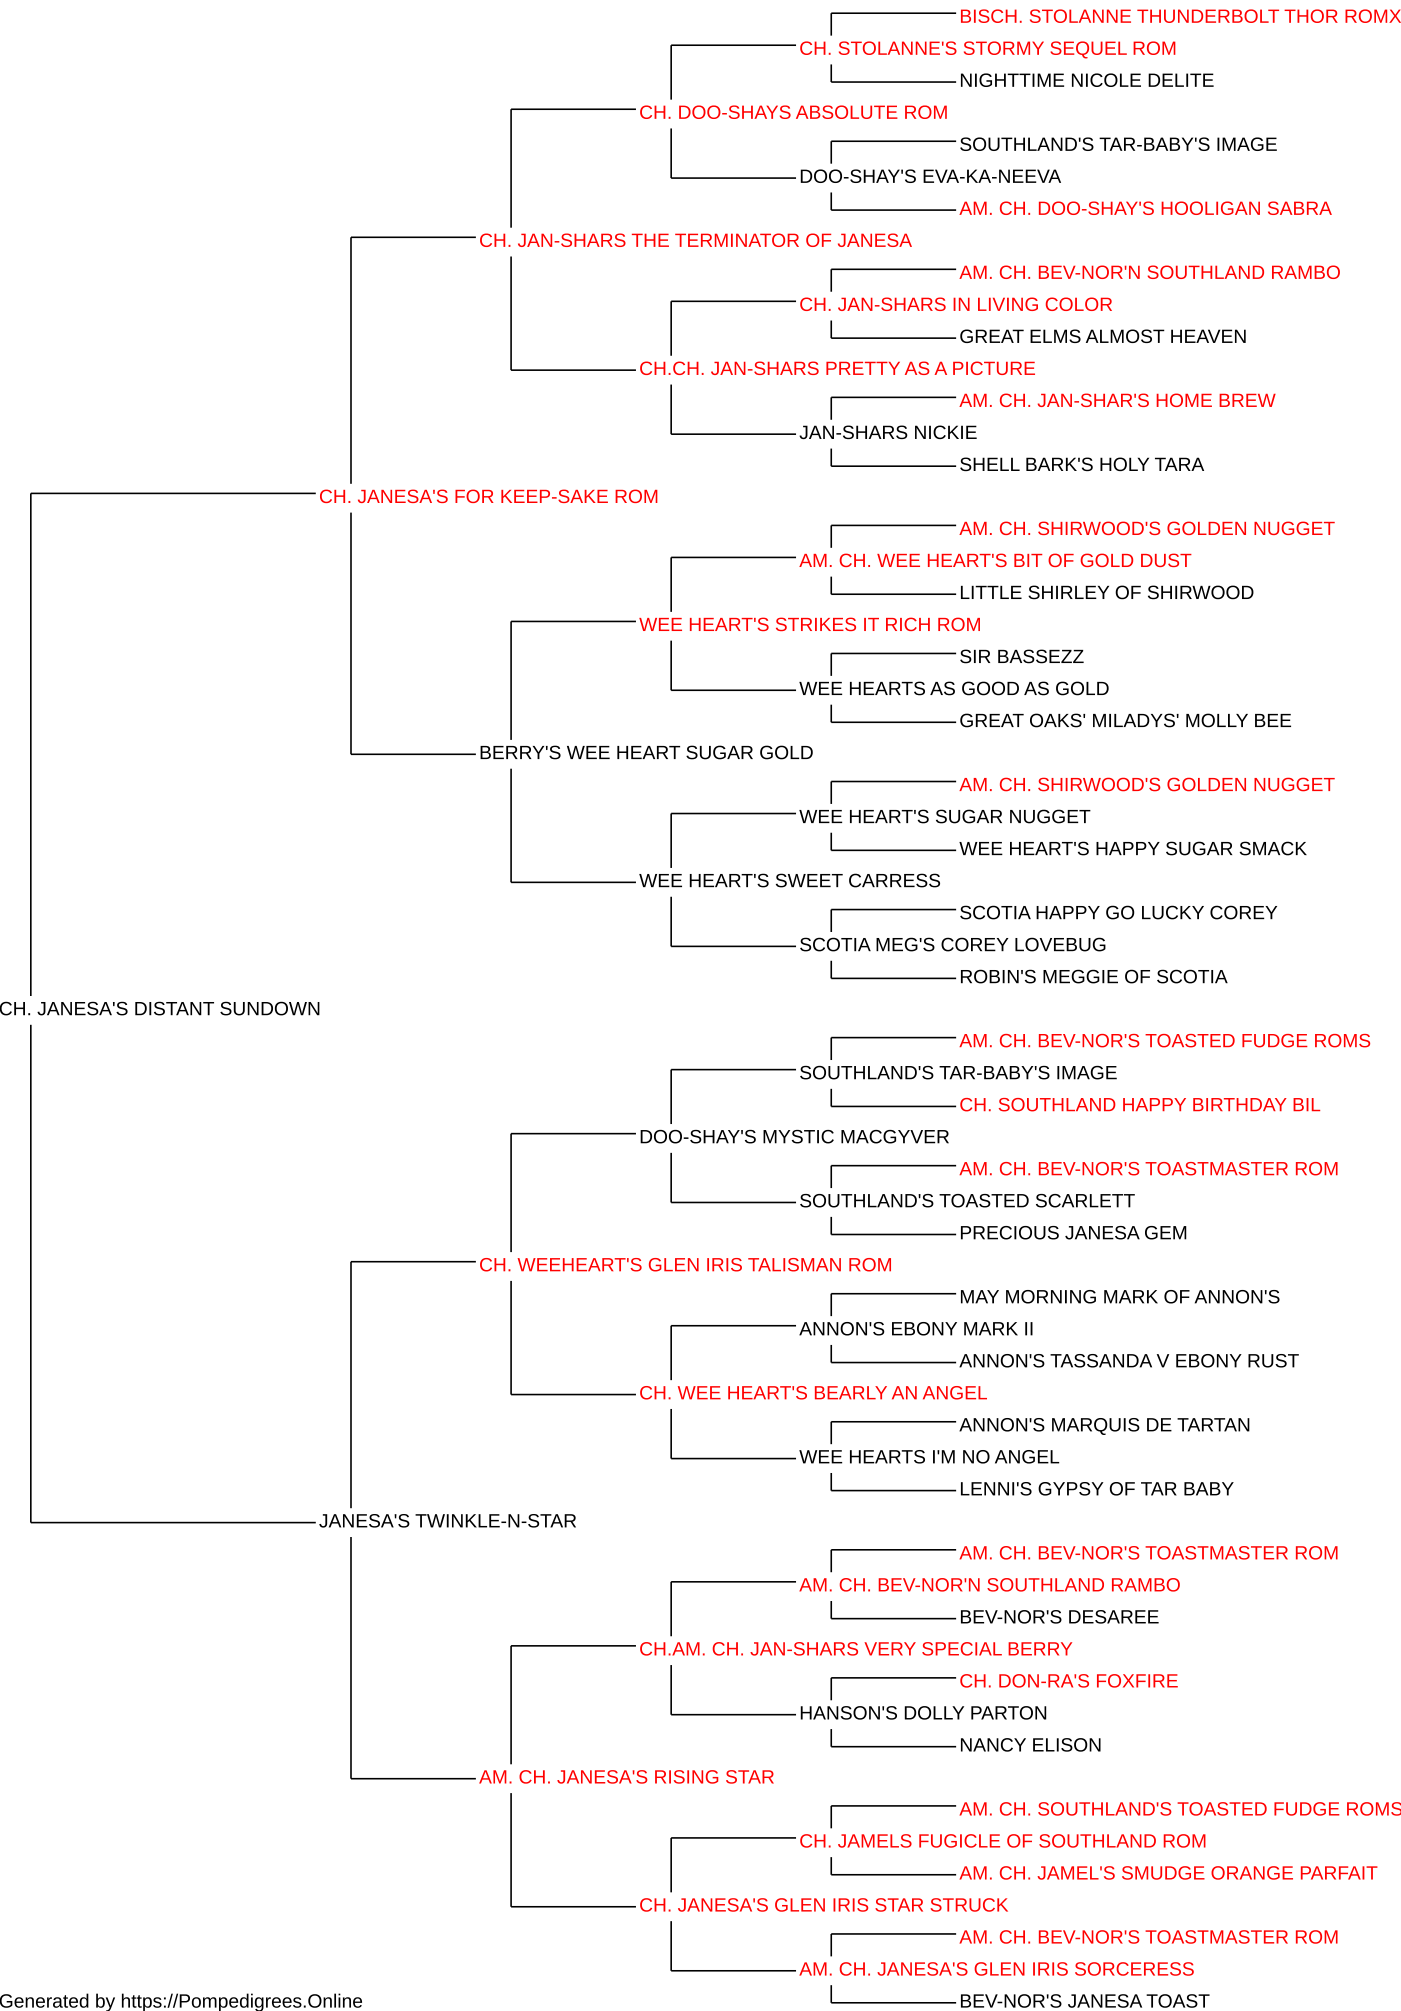 BISCH. STOLANNE THUNDERBOLT THOR ROMX
CH. STOLANNE'S STORMY SEQUEL ROM
NIGHTTIME NICOLE DELITE
CH. DOO-SHAYS ABSOLUTE ROM
SOUTHLAND'S TAR-BABY'S IMAGE
DOO-SHAY'S EVA-KA-NEEVA
AM. CH. DOO-SHAY'S HOOLIGAN SABRA
CH. JAN-SHARS THE TERMINATOR OF JANESA
AM. CH. BEV-NOR'N SOUTHLAND RAMBO
CH. JAN-SHARS IN LIVING COLOR
GREAT ELMS ALMOST HEAVEN
CH.CH. JAN-SHARS PRETTY AS A PICTURE
AM. CH. JAN-SHAR'S HOME BREW
JAN-SHARS NICKIE
SHELL BARK'S HOLY TARA
CH. JANESA'S FOR KEEP-SAKE ROM
AM. CH. SHIRWOOD'S GOLDEN NUGGET
AM. CH. WEE HEART'S BIT OF GOLD DUST
LITTLE SHIRLEY OF SHIRWOOD
WEE HEART'S STRIKES IT RICH ROM
SIR BASSEZZ
WEE HEARTS AS GOOD AS GOLD
GREAT OAKS' MILADYS' MOLLY BEE
BERRY'S WEE HEART SUGAR GOLD
AM. CH. SHIRWOOD'S GOLDEN NUGGET
WEE HEART'S SUGAR NUGGET
WEE HEART'S HAPPY SUGAR SMACK
WEE HEART'S SWEET CARRESS
SCOTIA HAPPY GO LUCKY COREY
SCOTIA MEG'S COREY LOVEBUG
ROBIN'S MEGGIE OF SCOTIA
CH. JANESA'S DISTANT SUNDOWN
AM. CH. BEV-NOR'S TOASTED FUDGE ROMS
SOUTHLAND'S TAR-BABY'S IMAGE
CH. SOUTHLAND HAPPY BIRTHDAY BIL
DOO-SHAY'S MYSTIC MACGYVER
AM. CH. BEV-NOR'S TOASTMASTER ROM
SOUTHLAND'S TOASTED SCARLETT
PRECIOUS JANESA GEM
CH. WEEHEART'S GLEN IRIS TALISMAN ROM
MAY MORNING MARK OF ANNON'S
ANNON'S EBONY MARK II
ANNON'S TASSANDA V EBONY RUST
CH. WEE HEART'S BEARLY AN ANGEL
ANNON'S MARQUIS DE TARTAN
WEE HEARTS I'M NO ANGEL
LENNI'S GYPSY OF TAR BABY
JANESA'S TWINKLE-N-STAR
AM. CH. BEV-NOR'S TOASTMASTER ROM
AM. CH. BEV-NOR'N SOUTHLAND RAMBO
BEV-NOR'S DESAREE
CH.AM. CH. JAN-SHARS VERY SPECIAL BERRY
CH. DON-RA'S FOXFIRE
HANSON'S DOLLY PARTON
NANCY ELISON
AM. CH. JANESA'S RISING STAR
AM. CH. SOUTHLAND'S TOASTED FUDGE ROMS
CH. JAMELS FUGICLE OF SOUTHLAND ROM
AM. CH. JAMEL'S SMUDGE ORANGE PARFAIT
CH. JANESA'S GLEN IRIS STAR STRUCK
AM. CH. BEV-NOR'S TOASTMASTER ROM
AM. CH. JANESA'S GLEN IRIS SORCERESS
BEV-NOR'S JANESA TOAST
Generated by https://Pompedigrees.Online